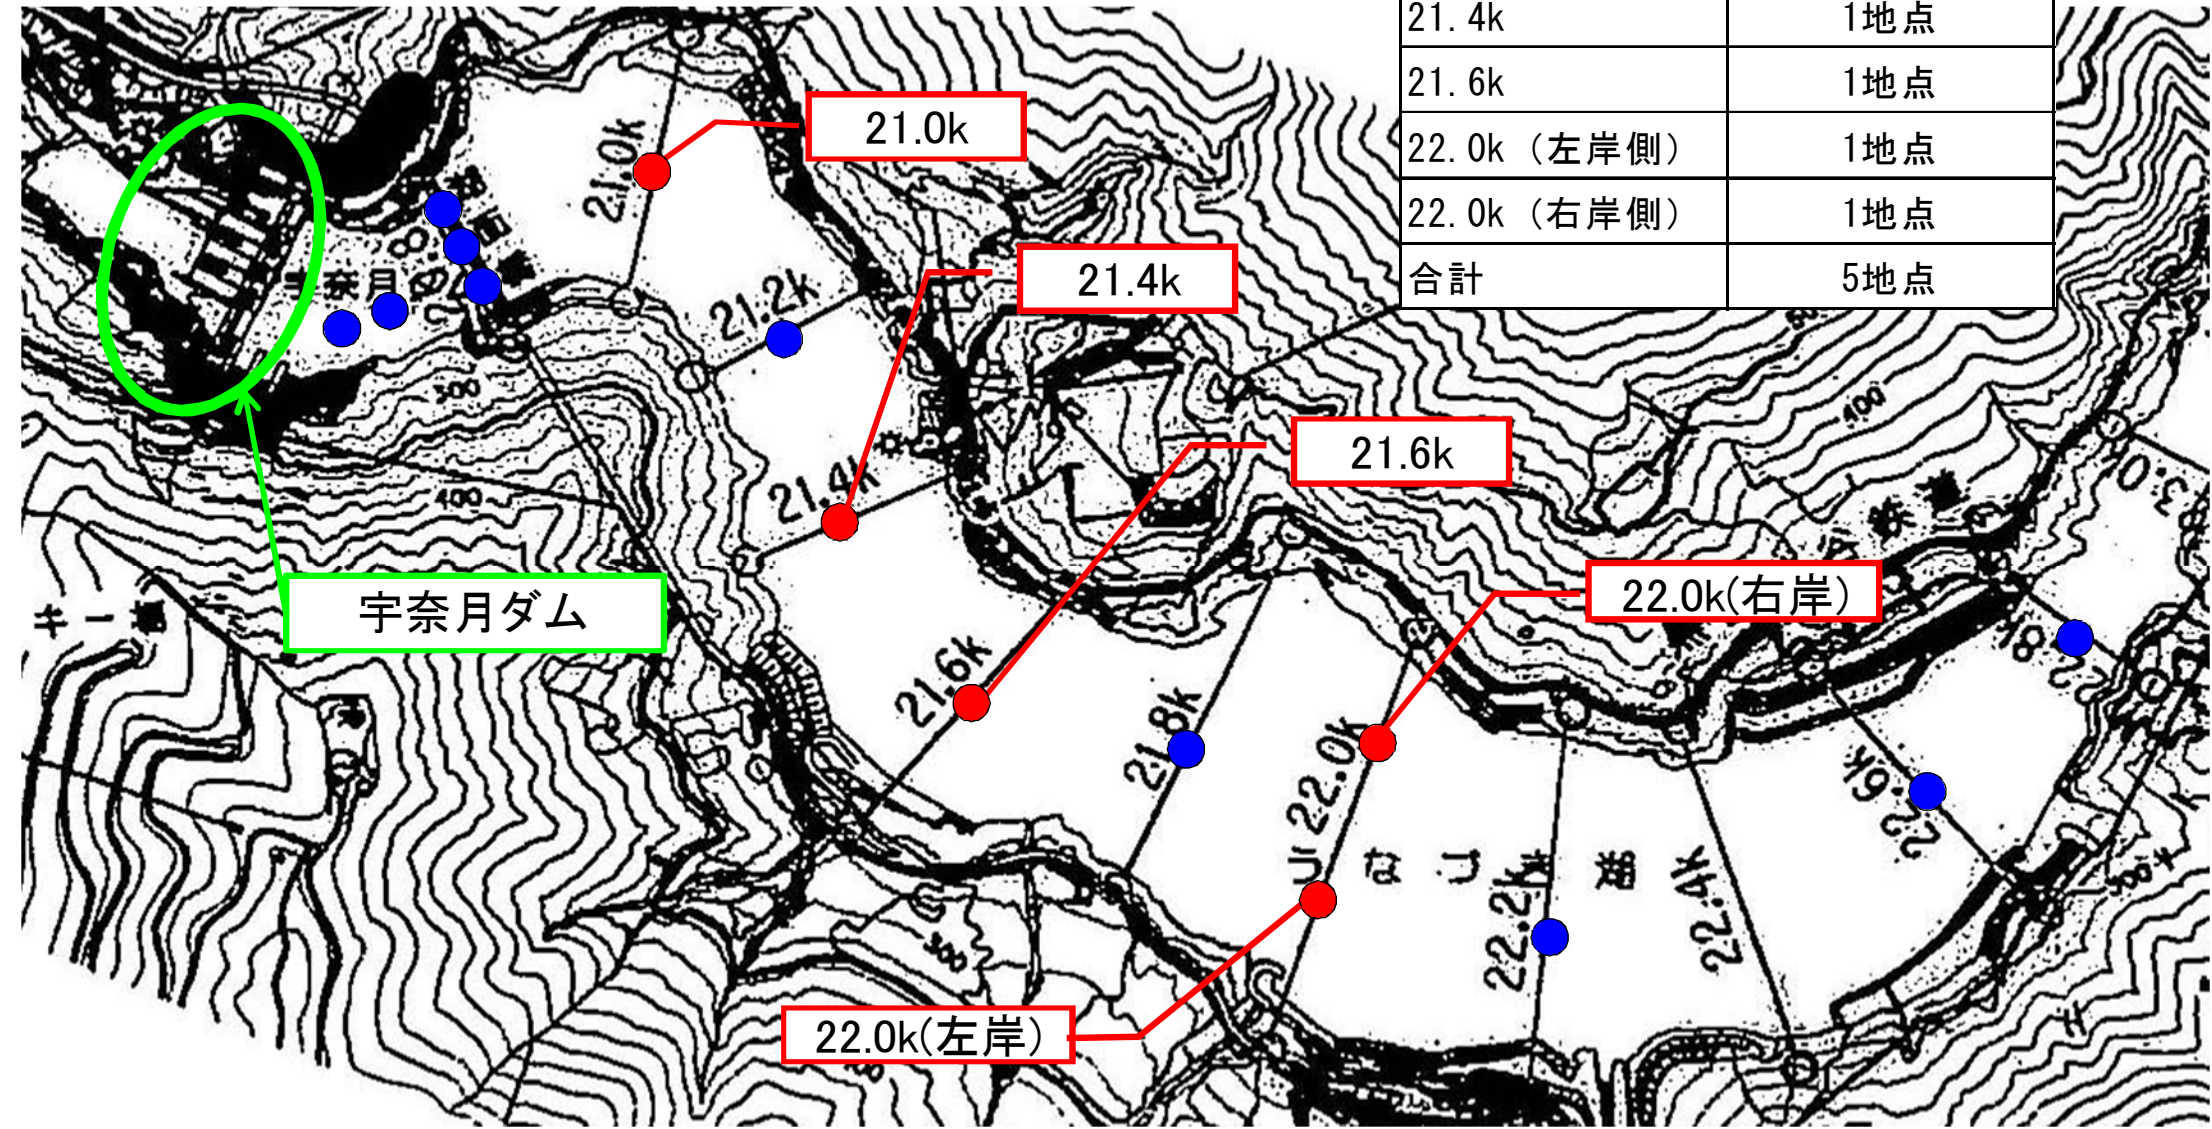 21.4k 1地点
21.6k 1地点
22.0k（左岸側） 1地点
22.0k（右岸側） 1地点
合計 5地点
21.0k
21.0k
21.4k
21.2k
300
400
21.6k
400
21.4k
宇奈月ダム
22.0k(右岸)
21.6k
21.8k
22.0k
22.6k
うなづき湖
22.2k
22.4k
300
300
22.0k(左岸)